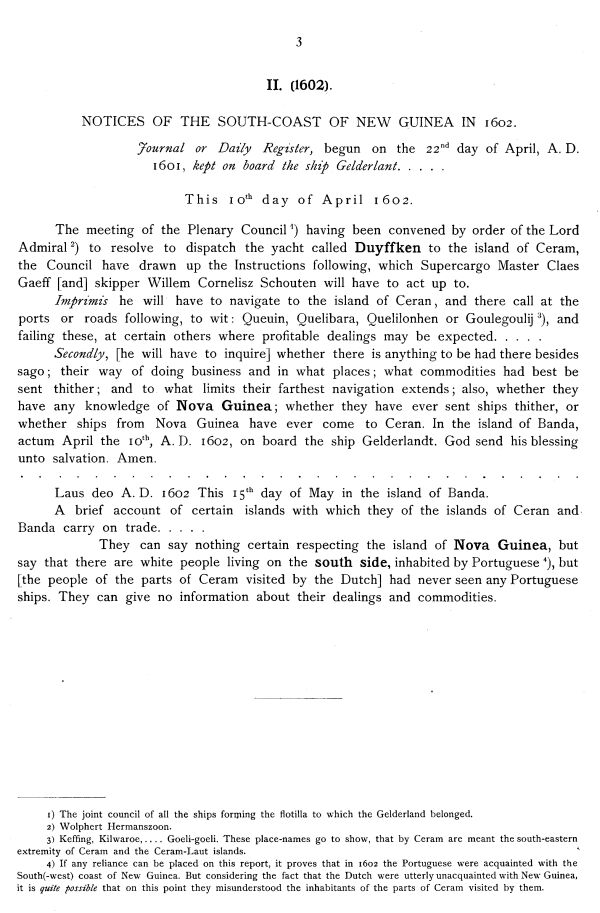 3
II. (1602).
NOTICES OF THE SOUTH-COAST OF NEW GUINEA IN 1602.
Journal or Daily Register, begun on the 22nd day of April, A. D.
1601, kept on board the ship Gelderlant. . . . .
This 10th day of April 1602.
The meeting of the Plenary Council 1) having been convened by order of the Lord
Admiral 2) to resolve to dispatch the yacht called Duyffken to the island of Ceram,
the Council have drawn up the Instructions following, which Supercargo Master Claes
Gaeff [and] skipper Willem Cornelisz Schouten will have to act up to.
Imprimis he will have to navigate to the island of Ceran, and there call at the
ports or roads following, to wit: Queuin, Quelibara, Quelilonhen or Goulegoulij 3), and
failing these, at certain others where profitable dealings may be expected. . . . .
Secondly, [he will have to inquire] whether there is anything to be had there besides
sago; their way of doing business and in what places; what commodities had best be
sent thither; and to what limits their farthest navigation extends; also, whether they
have any knowledge of Nova Guinea; whether they have ever sent ships thither, or
whether ships from Nova Guinea have ever come to Ceran. In the island of Banda,
actum April the 10th, A. D. 1602, on board the ship Gelderlandt. God send his blessing
unto salvation. Amen.
. . . . . . . . . . . . . . . . . . . . . . . . .
Laus deo A. D. 1602 This 15th day of May in the island of Banda.
A brief account of certain islands with which they of the islands of Ceran and
Banda carry on trade. . . . .
They can say nothing certain respecting the island of Nova Guinea, but
say that there are white people living on the south side, inhabited by Portuguese 4), but
[the people of the parts of Ceram visited by the Dutch] had never seen any Portuguese
ships. They can give no information about their dealings and commodities.
1) The joint council of all the ships forming the flotilla to which the Gelderland belonged.
2) Wolphert Hermanszoon.
3) Keffing, Kilwaroe, . . . . Goeli-goeli. These place-names go to show, that by Ceram are meant the south-eastern
extremity of Ceram and the Ceram-Laut islands.
4) If any reliance can be placed on this report, it proves that in 1602 the Portuguese were acquainted with the
South(-west) coast of New Guinea. But considering the fact that the Dutch were utterly unacquainted with New Guinea,
it is quite possible that on this point they misunderstood the inhabitants of the parts of Ceram visited by them.